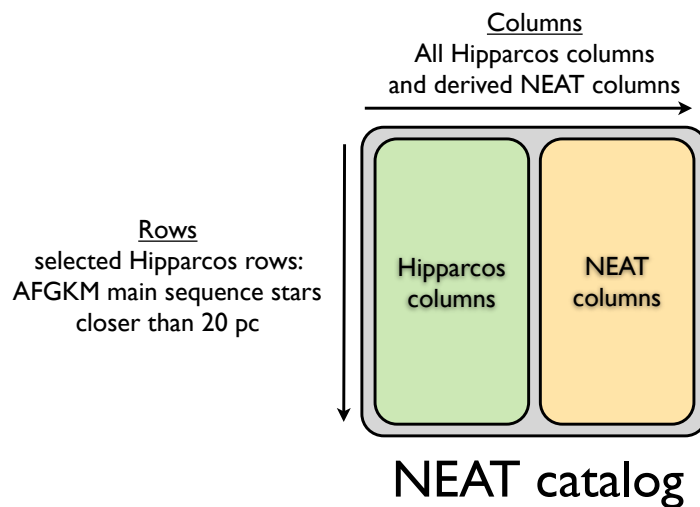 Columns
All Hipparcos columns
and derived NEAT columns
Rows
selected Hipparcos rows:
AFGKM main sequence stars
closer than 20 pc
Hipparcos
columns
NEAT
columns
NEAT catalog